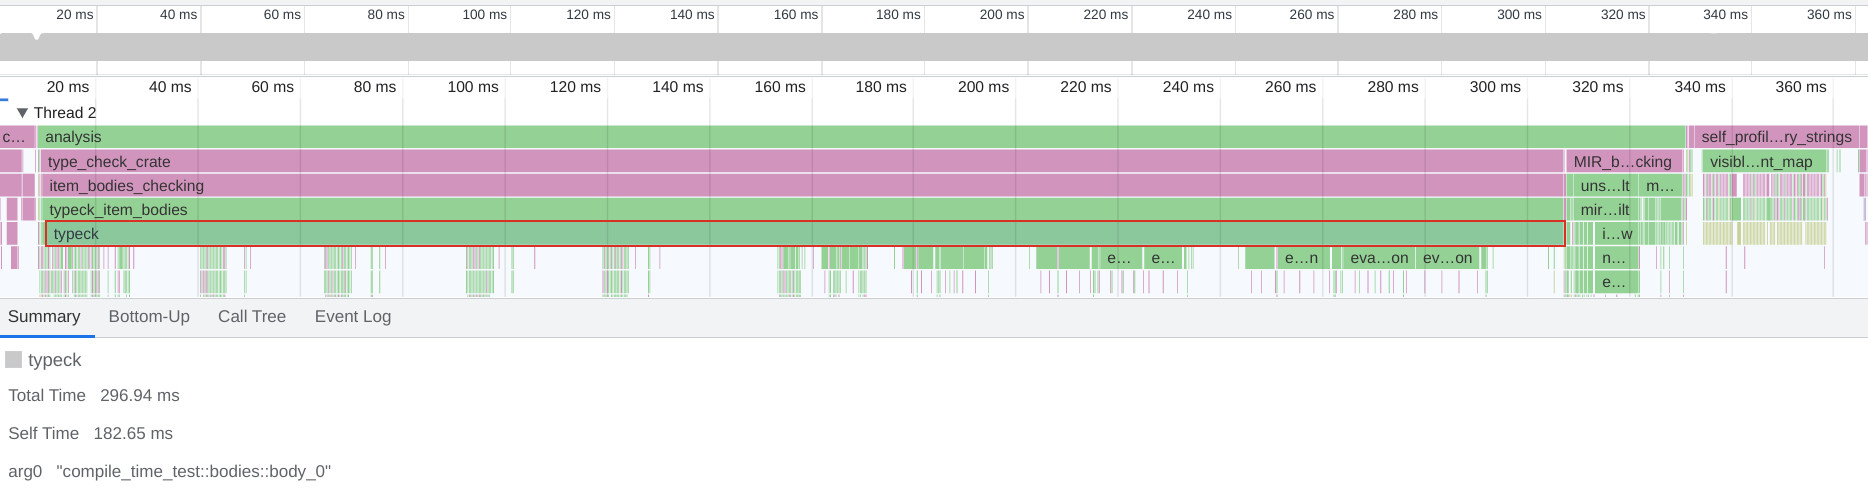 20 ms 40 ms 60 ms 80 ms 100 ms 120 ms 140 ms 160 ms 180 ms 200 ms 220 ms 240 ms 260 ms 280 ms 300 ms 320 ms 340 ms 360 ms
20 ms 40 ms 60 ms 80 ms 100 ms 120 ms 140 ms 160 ms 180 ms 200 ms 220 ms 240 ms 260 ms 280 ms 300 ms 320 ms 340 ms 360 ms
▼ Thread 2
c… analysis self_profil…ry_strings
type_check_crate MIR_b…cking visibl…nt_map
item_bodies_checking uns…lt m…
typeck_item_bodies mir…ilt
typeck i…w
e… e… e…n eva…on ev…on n…
e…
Summary Bottom-Up Call Tree Event Log
typeck
Total Time 296.94 ms
Self Time 182.65 ms
arg0 "compile_time_test::bodies::body_0"